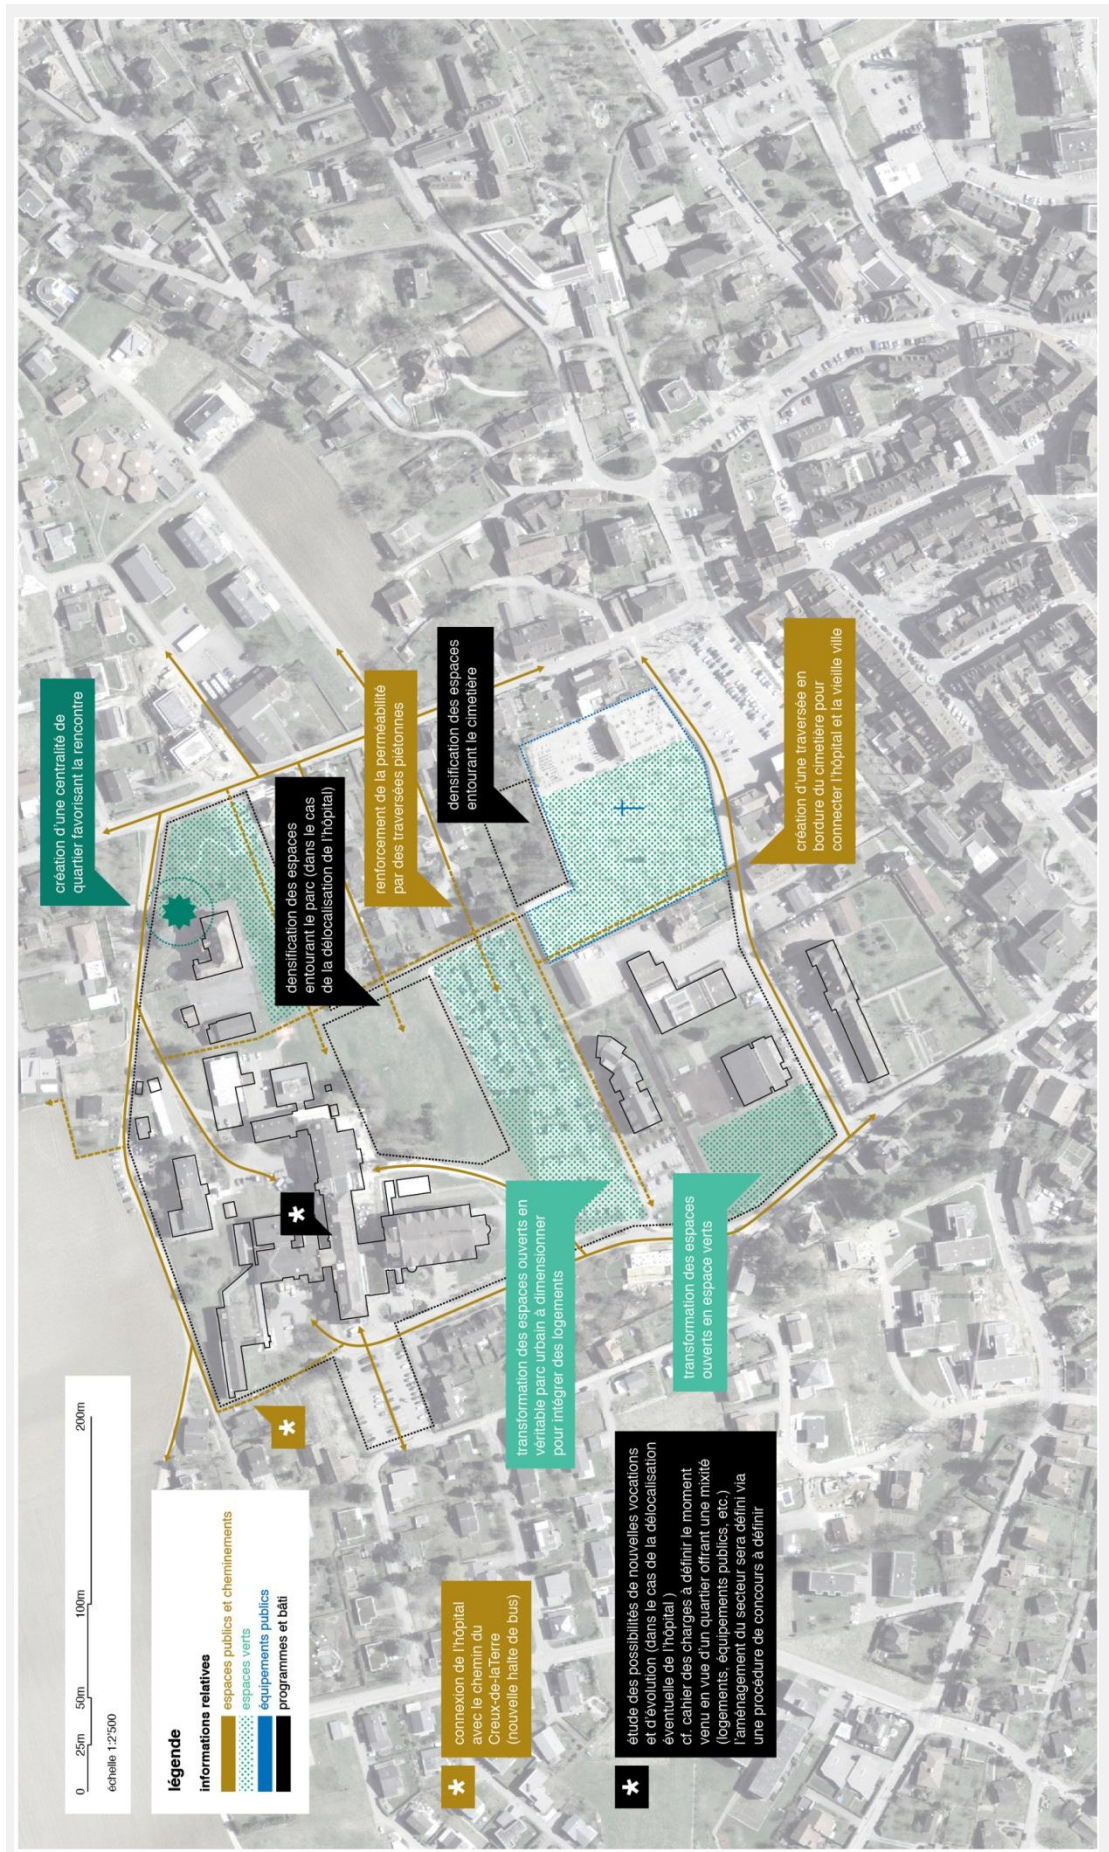 0 25m 50m 100m 200m
échelle 1:2'500
légende
informations relatives
espaces publics et cheminements
espaces verts
équipements publics
programmes et bâti
*
connexion de l'hôpital
avec le chemin du
Creux-de-laTerre
(nouvelle halte de bus)
*
étude des possibilités de nouvelles vocations
et d'évolution (dans le cas de la délocalisation
éventuelle de l'hôpital )
cf. cahier des charges à définir le moment
venu en vue d'un quartier offrant une mixité
(logements, équipements publics, etc.)
l'aménagement du secteur sera défini via
une procédure de concours à définir
*
*
transformation des espaces ouverts en
véritable parc urbain à dimensionner
pour intégrer des logements
transformation des espaces
ouverts en espace verts
création d'une centralité de
quartier favorisant la rencontre
densification des espaces
entourant le parc (dans le cas
de la délocalisation de l'hôpital)
renforcement de la perméabilité
par des traversées piétonnes
densification des espaces
entourant le cimetière
création d'une traversée en
bordure du cimetière pour
connecter l'hôpital et la vieille ville